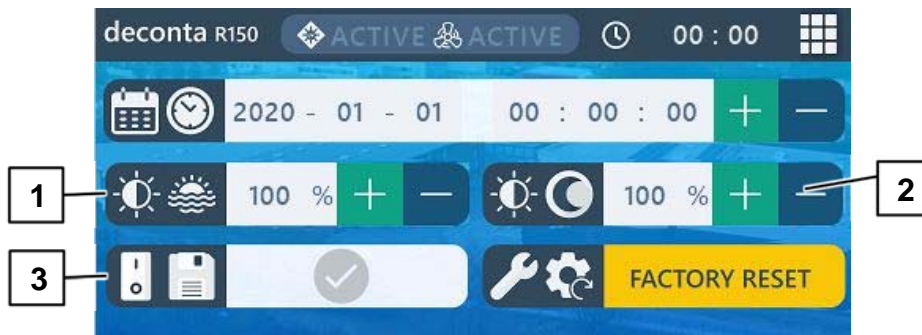 deconta R150 ACTIVE ACTIVE 00 : 00
2020 - 01 - 01 00 : 00 : 00 + −
1 100 % + − 100 % + − 2
3 FACTORY RESET